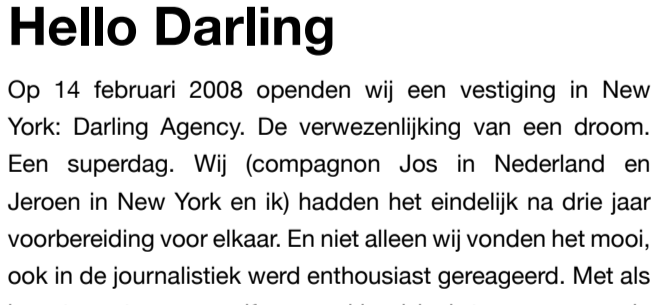 Hello Darling
Op 14 februari 2008 openden wij een vestiging in New
York: Darling Agency. De verwezenlijking van een droom.
Een superdag. Wij (compagnon Jos in Nederland en
Jeroen in New York en ik) hadden het eindelijk na drie jaar
voorbereiding voor elkaar. En niet alleen wij vonden het mooi,
ook in de journalistiek werd enthousiast gereageerd. Met als